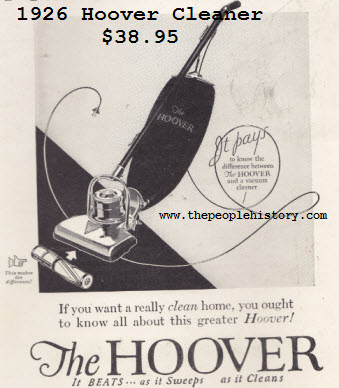 1926 Hoover Cleaner
$38.95
The
HOOVER
It pays
to know the
difference between
The HOOVER
and a vacuum
cleaner
www.thepeoplehistory.com
This makes
the
difference!
If you want a really clean home, you ought
to know all about this greater Hoover!
The HOOVER
It BEATS... as it Sweeps as it Cleans